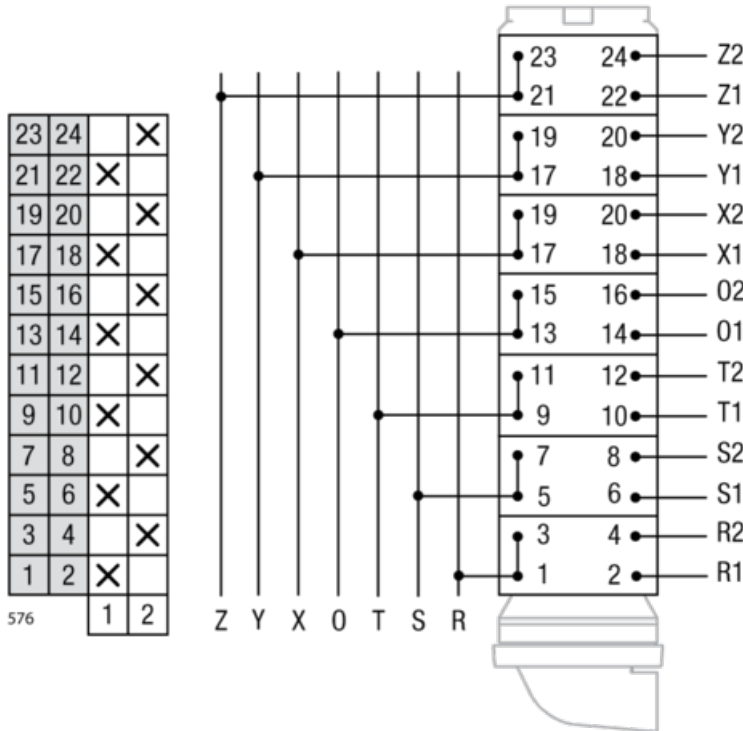 23 24
21 22
19 20
17 18
15 16
13 14
11 12
9 10
7 8
5 6
3 4
1 2
576 1 2
Z Y X O T S R
23 24 Z2
21 22 Z1
19 20 Y2
17 18 Y1
19 20 X2
17 18 X1
15 16 O2
13 14 O1
11 12 T2
9 10 T1
7 8 S2
5 6 S1
3 4 R2
1 2 R1